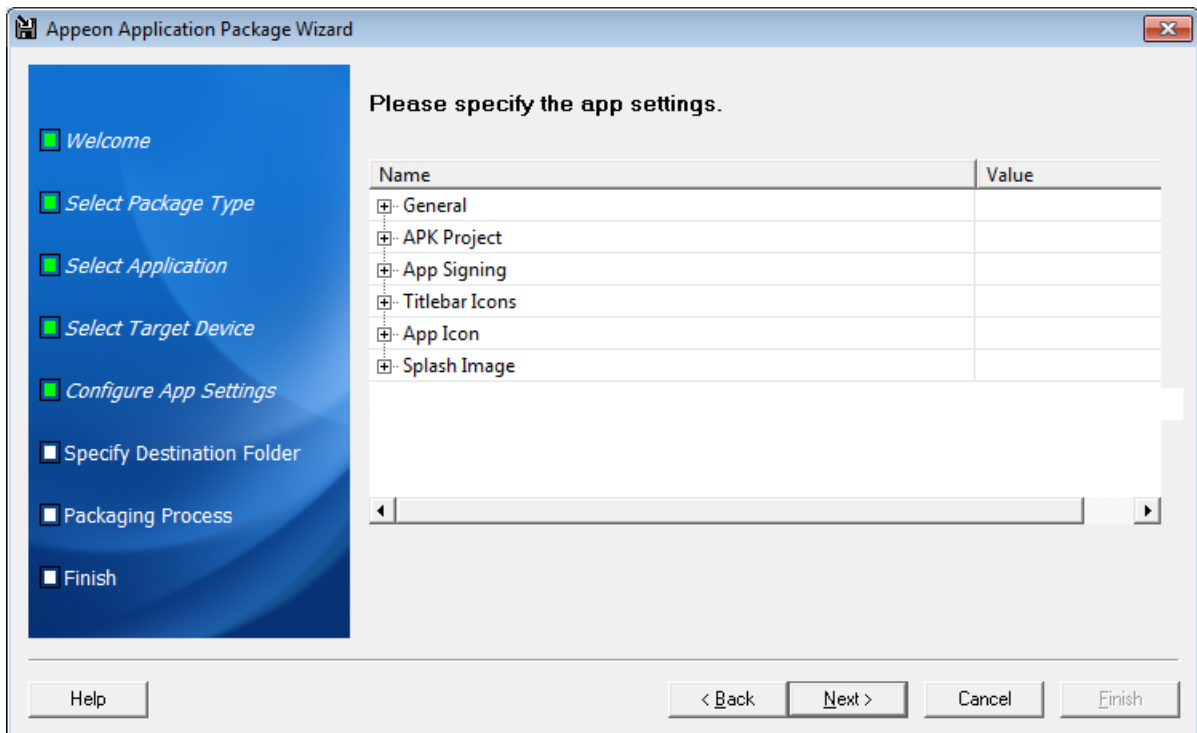 Appeon Application Package Wizard
Welcome
Select Package Type
Select Application
Select Target Device
Configure App Settings
Specify Destination Folder
Packaging Process
Finish
Please specify the app settings.
Name Value
General
APK Project
App Signing
Titlebar Icons
App Icon
Splash Image
Help < Back Next > Cancel Finish